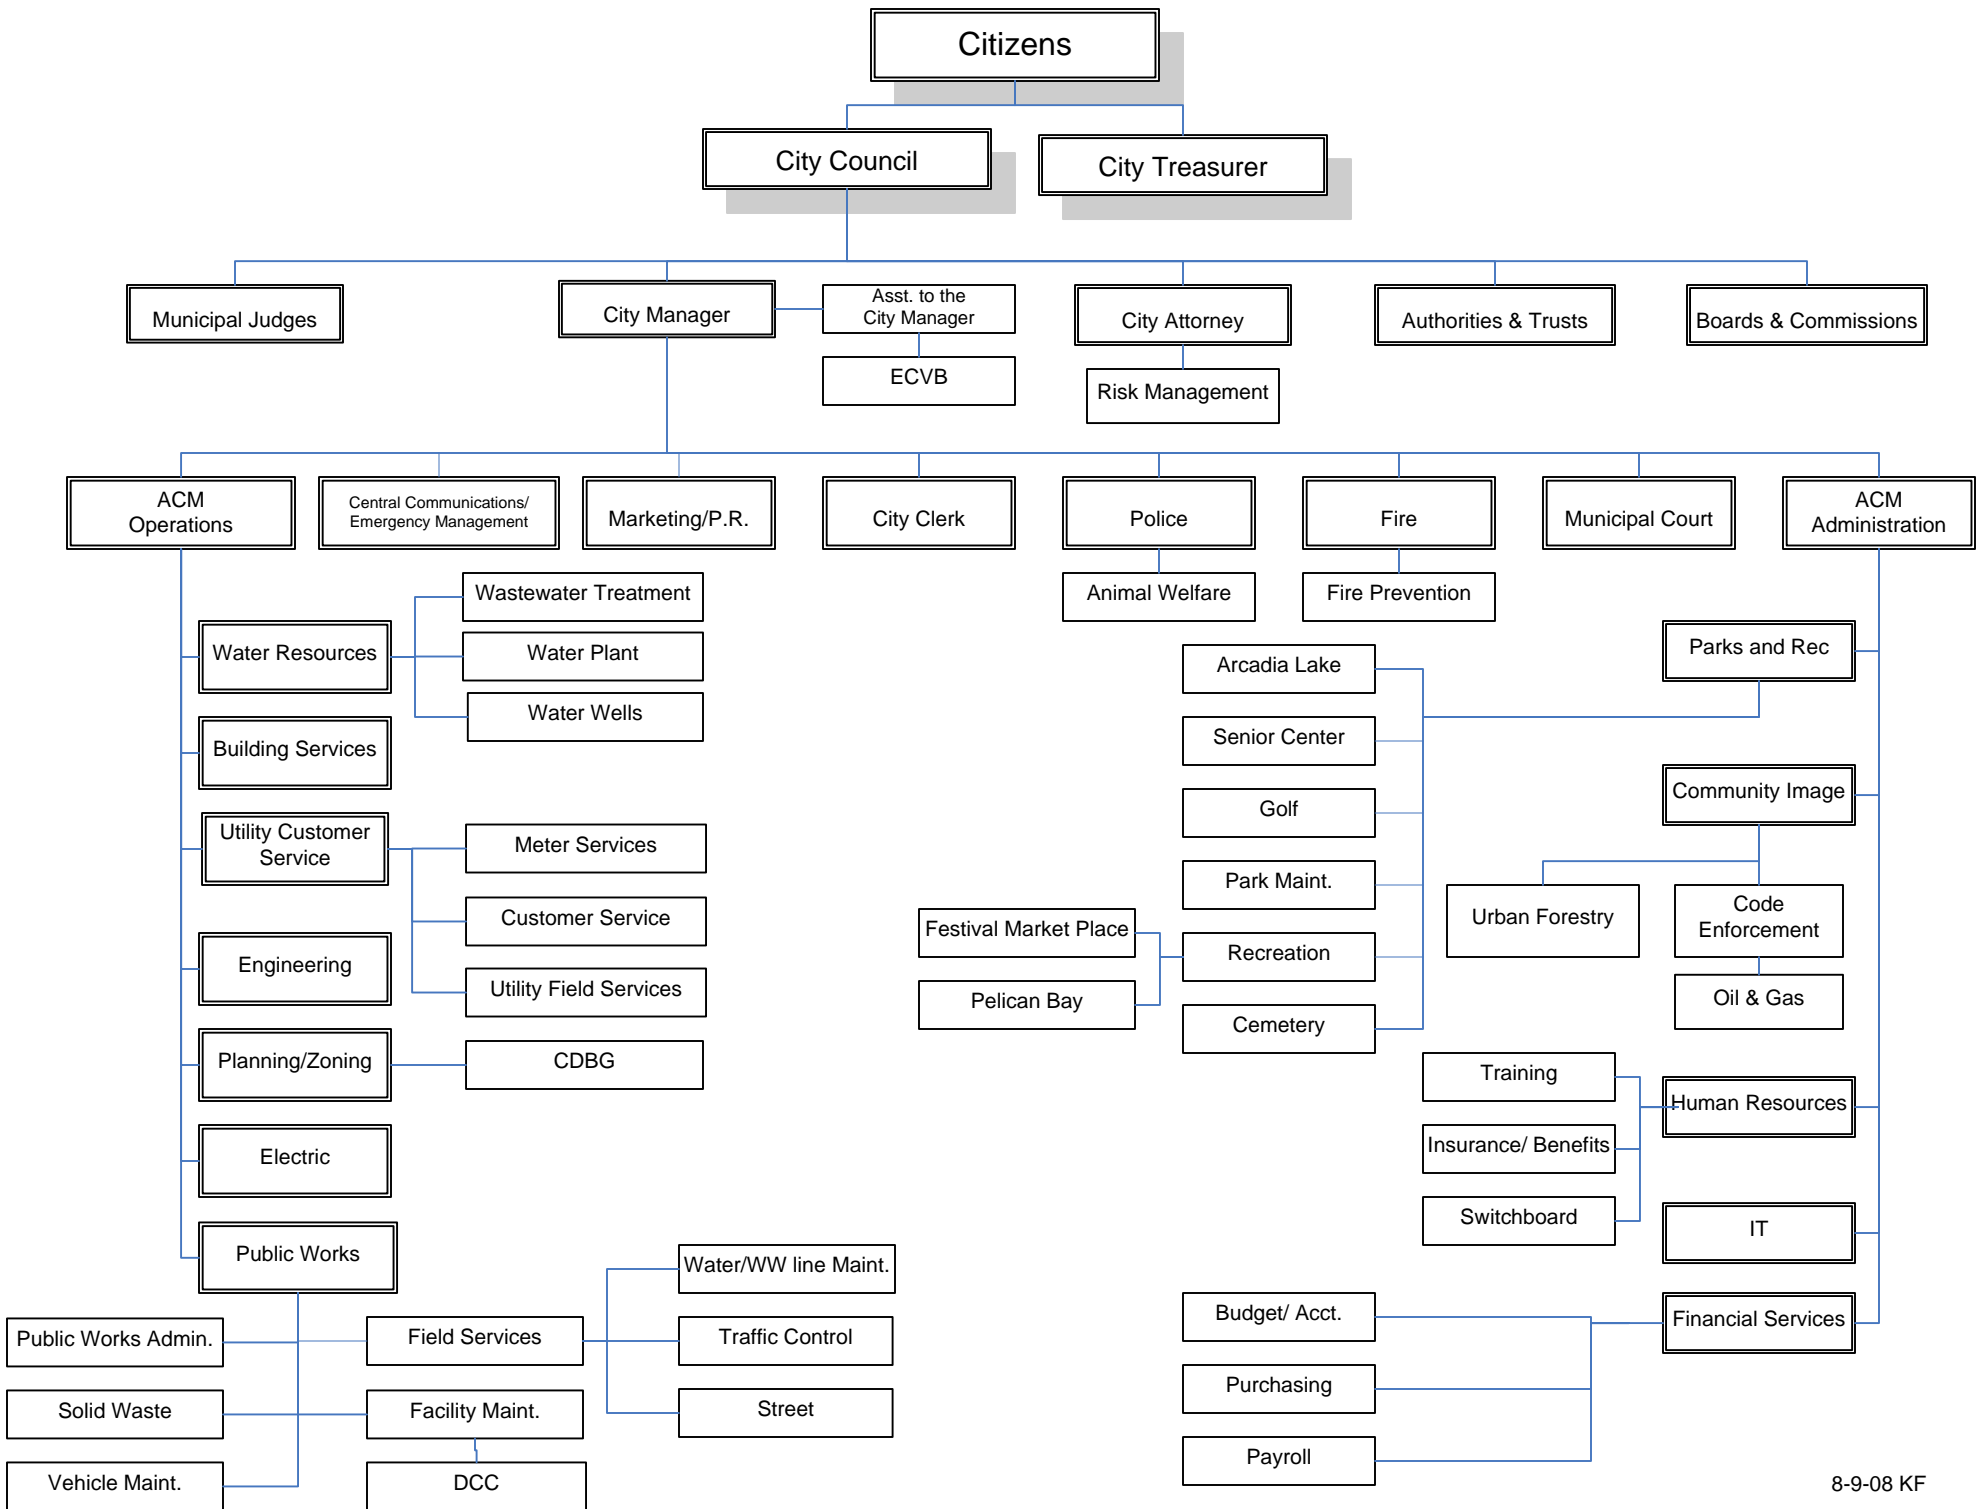 Citizens
City Council
City Treasurer
Municipal Judges
City Manager
Asst. to the
City Manager
ECVB
City Attorney
Risk Management
Authorities & Trusts
Boards & Commissions
ACM
Operations
Central Communications/
Emergency Management
Marketing/P.R.
City Clerk
Police
Fire
Municipal Court
ACM
Administration
Animal Welfare
Fire Prevention
Water Resources
Wastewater Treatment
Water Plant
Water Wells
Building Services
Utility Customer
Service
Meter Services
Customer Service
Utility Field Services
Engineering
Planning/Zoning
CDBG
Electric
Public Works
Public Works Admin.
Solid Waste
Vehicle Maint.
Field Services
Facility Maint.
DCC
Water/WW line Maint.
Traffic Control
Street
Parks and Rec
Arcadia Lake
Senior Center
Golf
Park Maint.
Recreation
Cemetery
Festival Market Place
Pelican Bay
Community Image
Urban Forestry
Code
Enforcement
Oil & Gas
Human Resources
Training
Insurance/ Benefits
Switchboard
IT
Financial Services
Budget/ Acct.
Purchasing
Payroll
8-9-08 KF